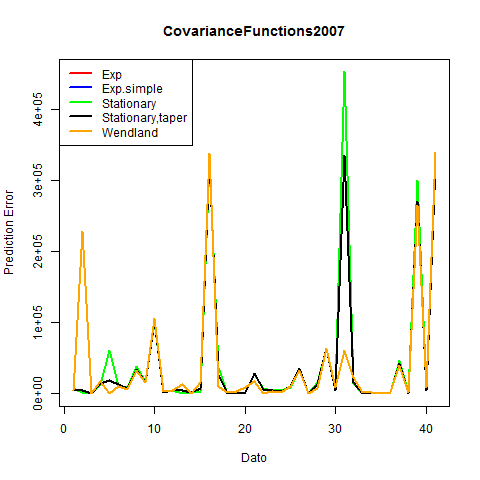 CovarianceFunctions2007
Exp
Exp.simple
Stationary
Stationary,taper
Wendland
Prediction Error
4e+05
3e+05
2e+05
1e+05
0e+00
0 10 20 30 40
Dato